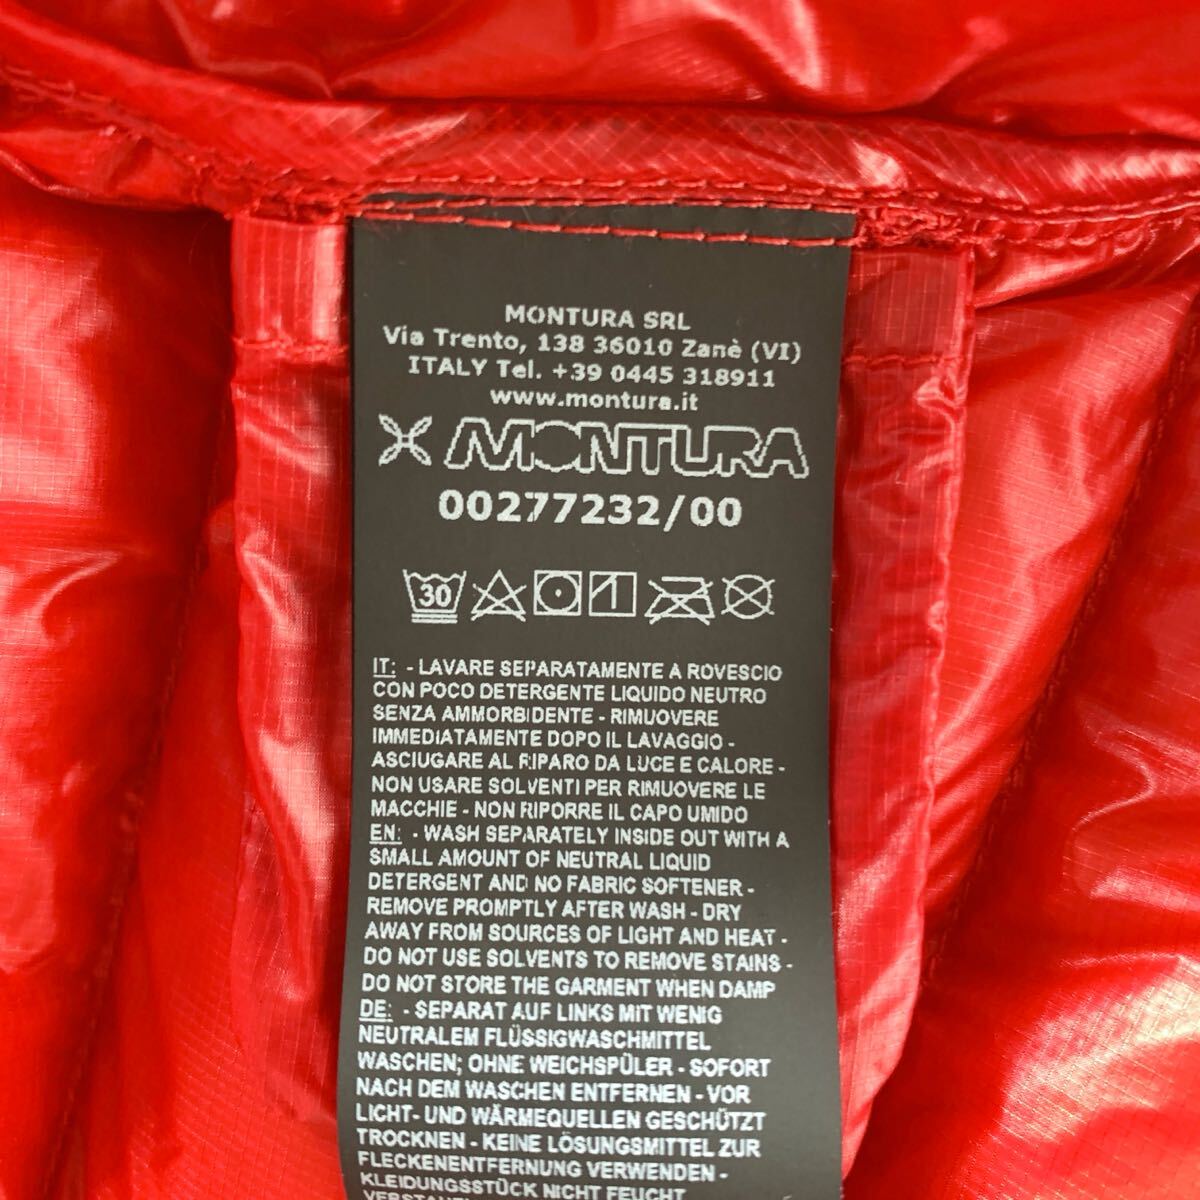 MONTURA SRL
Via Trento, 138 36010 Zanè (VI)
ITALY Tel. +39 0445 318911
www.montura.it
MONTURA
00277232/00
30
IT: - LAVARE SEPARATAMENTE A ROVESCIO
CON POCO DETERGENTE LIQUIDO NEUTRO
SENZA AMMORBIDENTE - RIMUOVERE
IMMEDIATAMENTE DOPO IL LAVAGGIO -
ASCIUGARE AL RIPARO DA LUCE E CALORE -
NON USARE SOLVENTI PER RIMUOVERE LE
MACCHIE - NON RIPORRE IL CAPO UMIDO
EN: - WASH SEPARATELY INSIDE OUT WITH A
SMALL AMOUNT OF NEUTRAL LIQUID
DETERGENT AND NO FABRIC SOFTENER -
REMOVE PROMPTLY AFTER WASH - DRY
AWAY FROM SOURCES OF LIGHT AND HEAT -
DO NOT USE SOLVENTS TO REMOVE STAINS -
DO NOT STORE THE GARMENT WHEN DAMP
DE: - SEPARAT AUF LINKS MIT WENIG
NEUTRALEM FLÜSSIGWASCHMITTEL
WASCHEN; OHNE WEICHSPÜLER - SOFORT
NACH DEM WASCHEN ENTFERNEN - VOR
LICHT- UND WÄRMEQUELLEN GESCHÜTZT
TROCKNEN - KEINE LÖSUNGSMITTEL ZUR
FLECKENENTFERNUNG VERWENDEN -
KLEIDUNGSSTÜCK NICHT FEUCHT